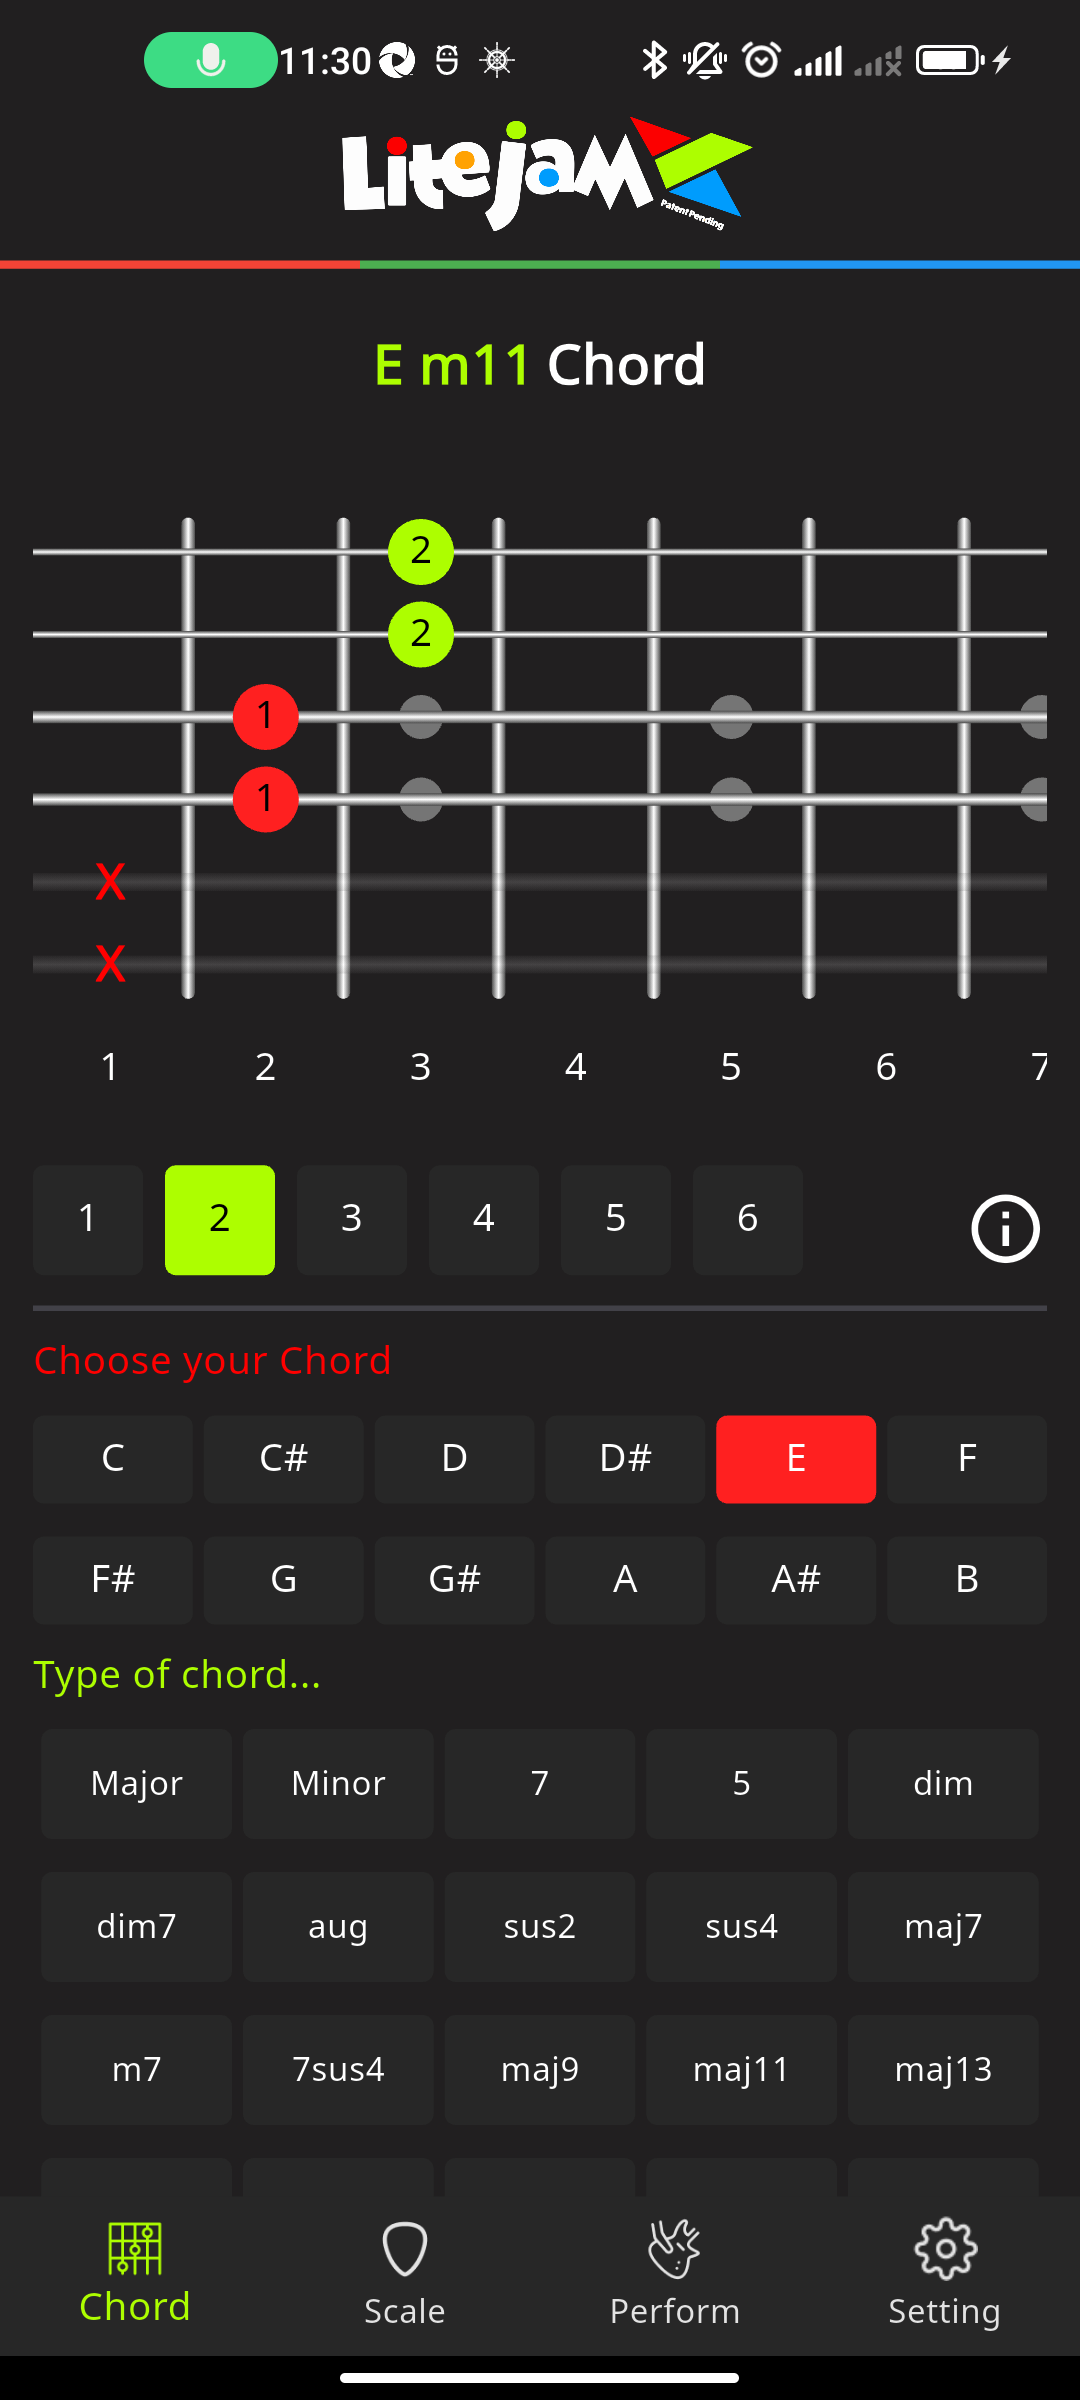 11:30
Litejam
Patent Pending
E m11 Chord
2
2
1
1
X
X
1 2 3 4 5 6 7
1 2 3 4 5 6
Choose your Chord
C C# D D# E F
F# G G# A A# B
Type of chord...
Major Minor 7 5 dim
dim7 aug sus2 sus4 maj7
m7 7sus4 maj9 maj11 maj13
Chord Scale Perform Setting